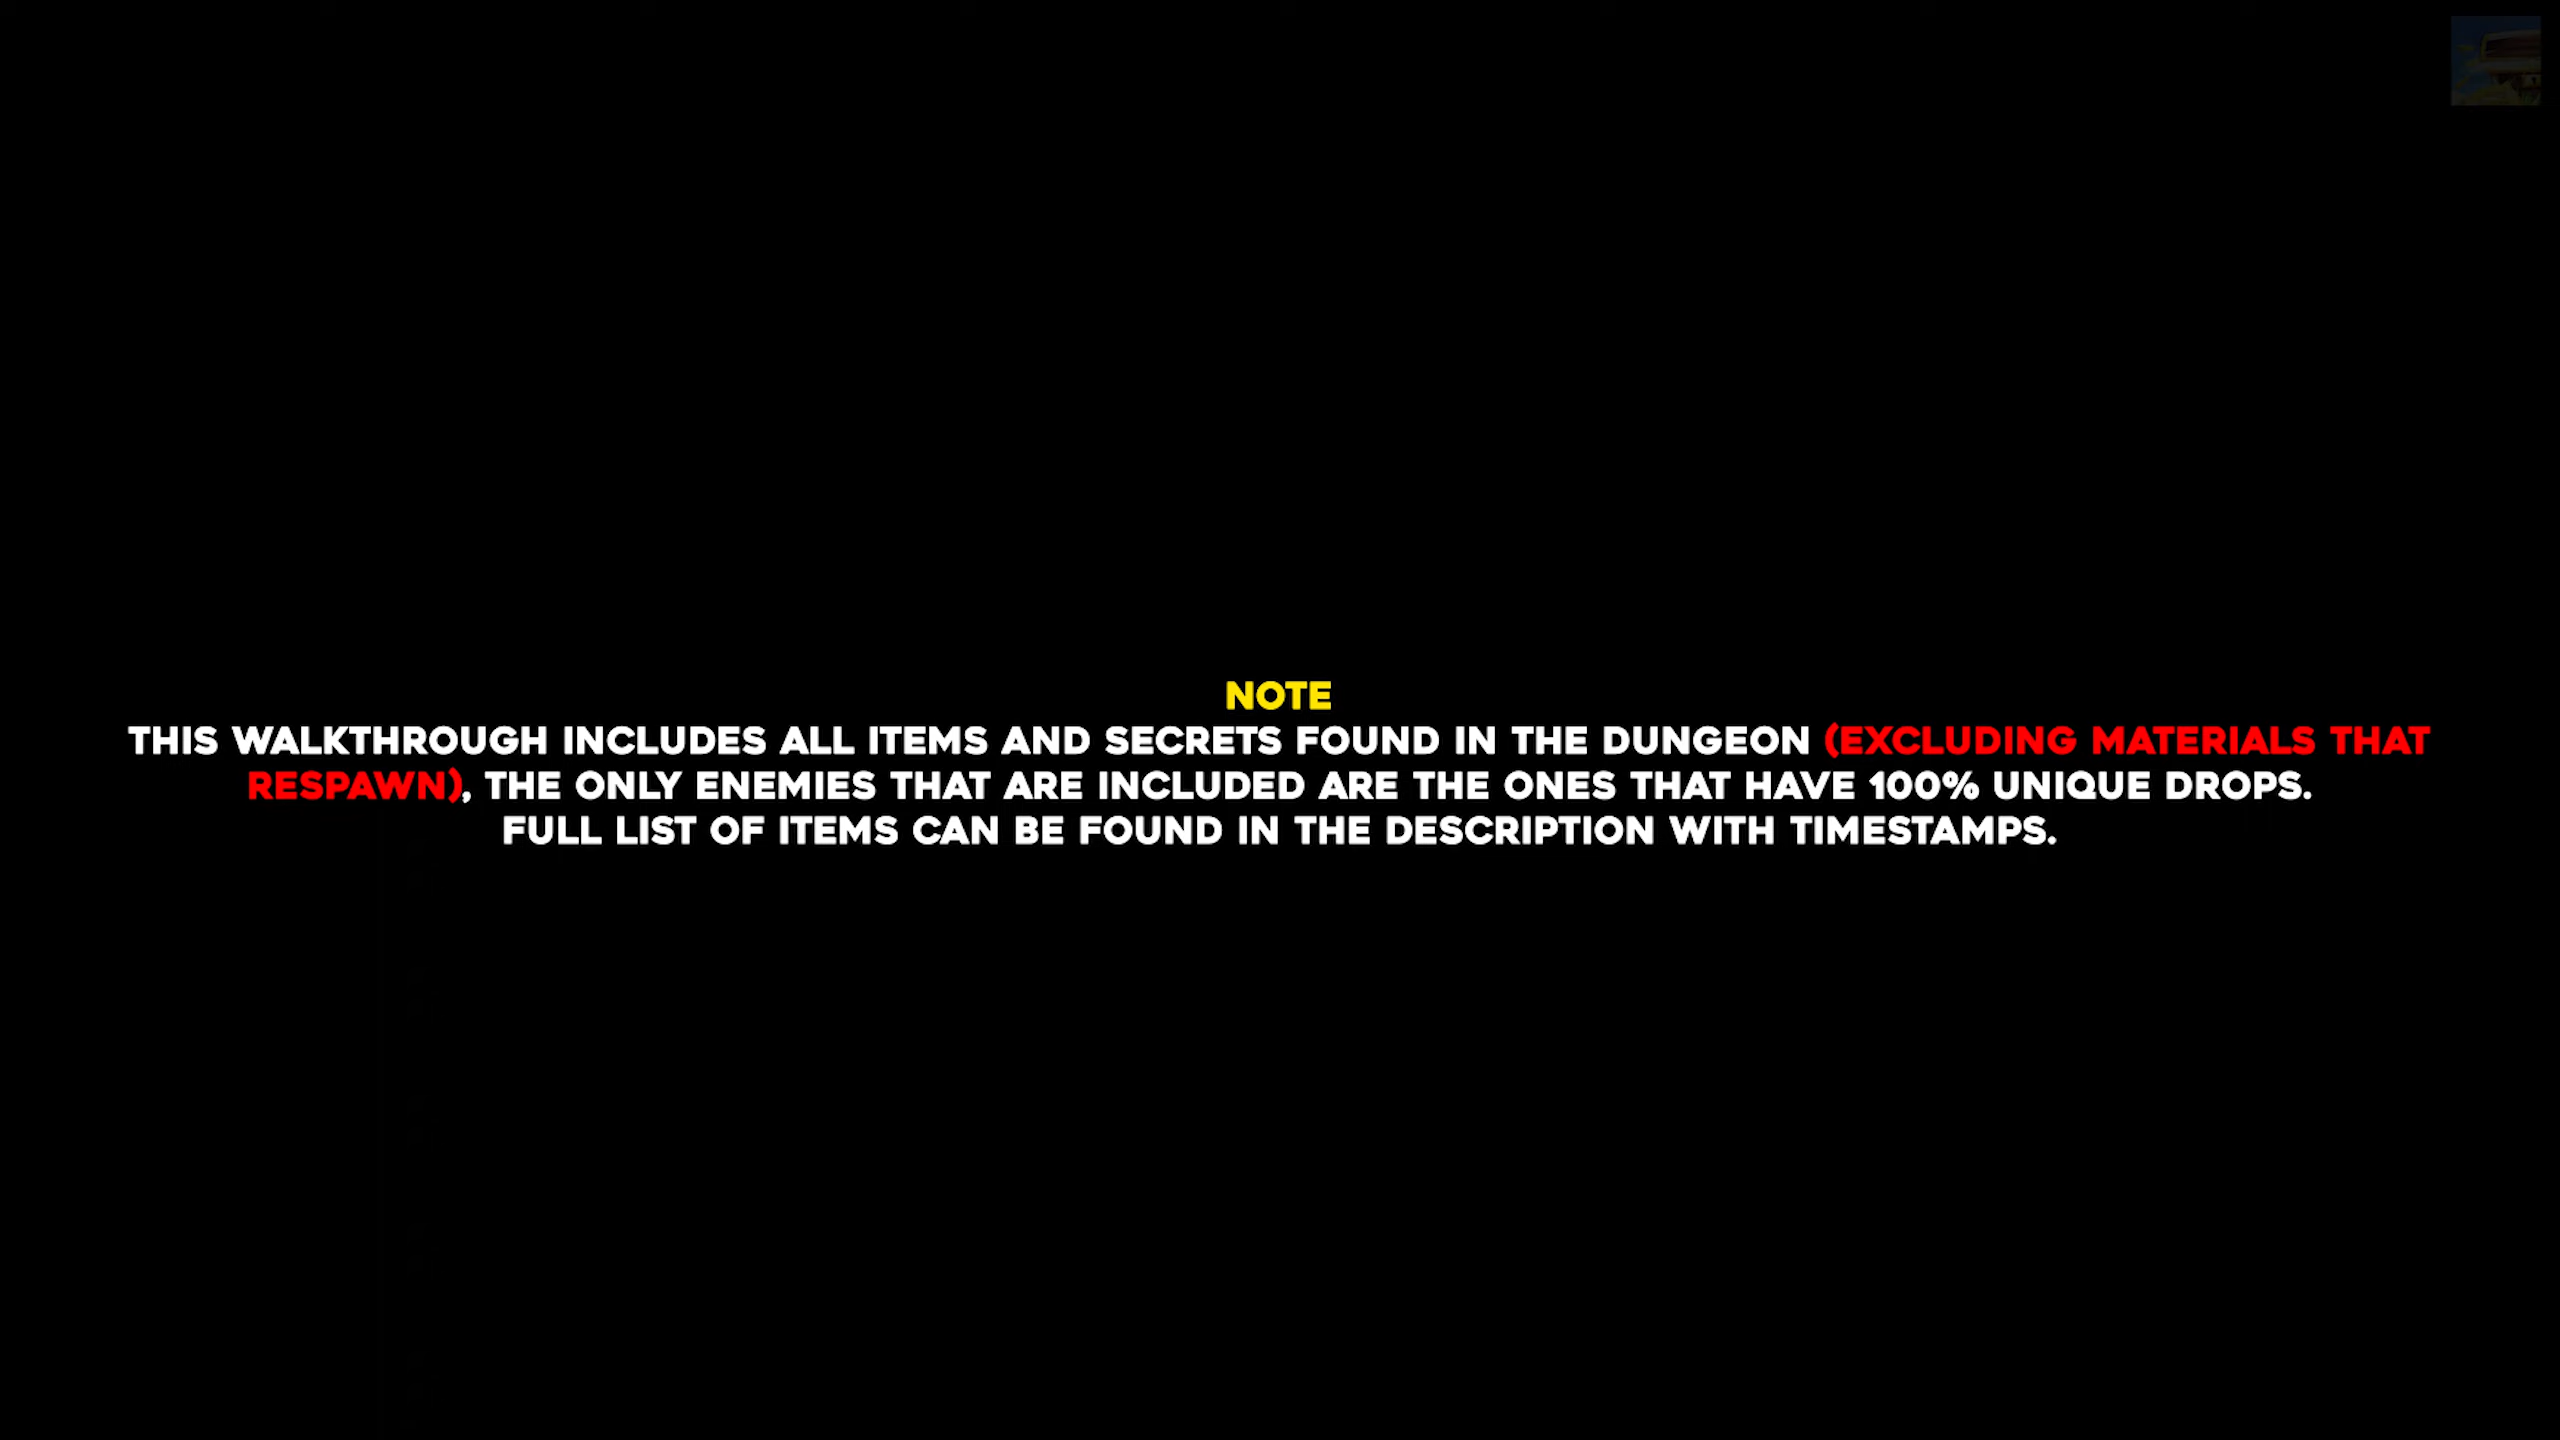 NOTE
THIS WALKTHROUGH INCLUDES ALL ITEMS AND SECRETS FOUND IN THE DUNGEON (EXCLUDING MATERIALS THAT
RESPAWN), THE ONLY ENEMIES THAT ARE INCLUDED ARE THE ONES THAT HAVE 100% UNIQUE DROPS.
FULL LIST OF ITEMS CAN BE FOUND IN THE DESCRIPTION WITH TIMESTAMPS.